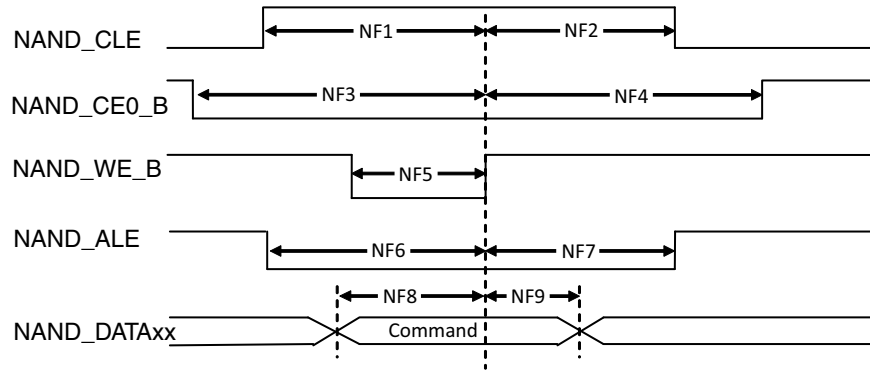 NAND_CLE
NF1
NF2
NAND_CE0_B
NF3
NF4
NAND_WE_B
NF5
NAND_ALE
NF6
NF7
NF8
NF9
NAND_DATAxx
Command